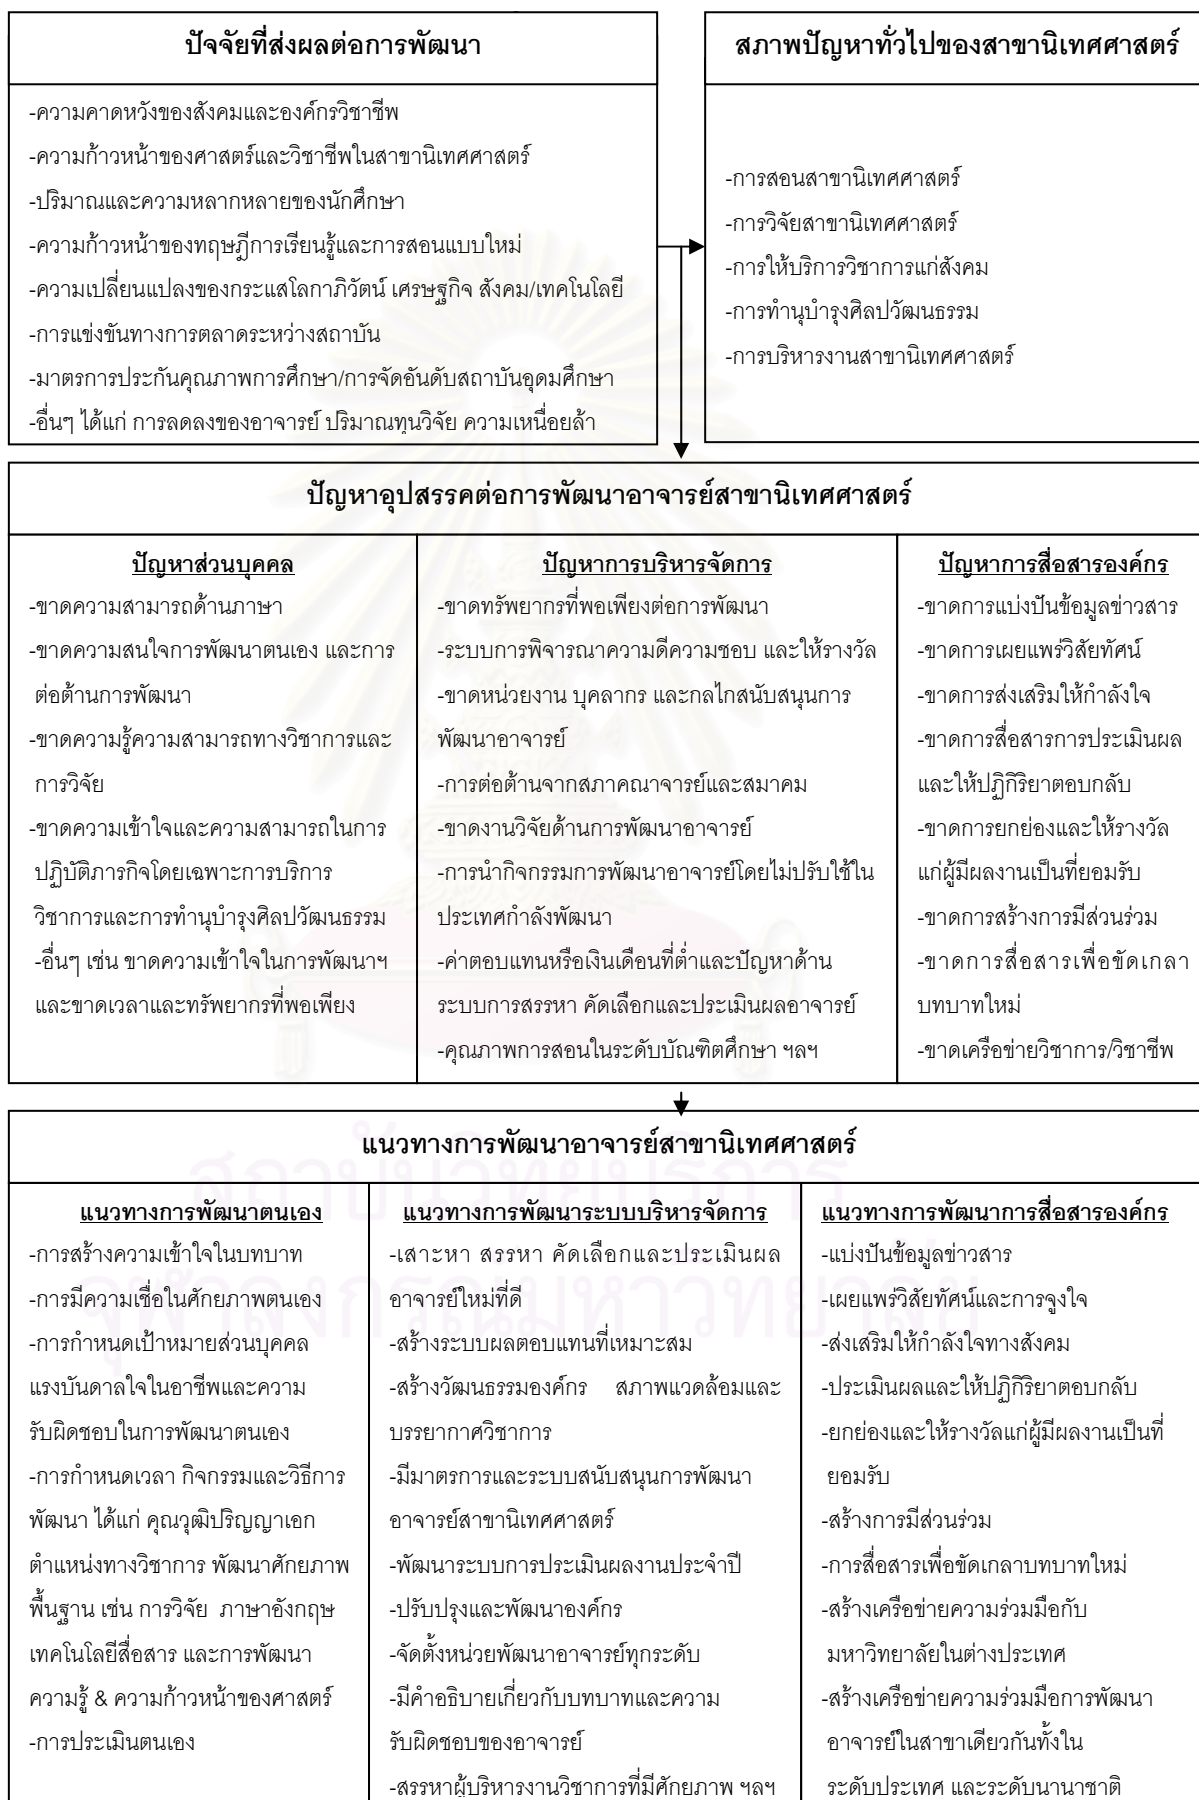 ปัจจัยที่ส่งผลต่อการพัฒนา
-ความคาดหวังของสังคมและองค์กรวิชาชีพ
-ความก้าวหน้าของศาสตร์และวิชาชีพในสาขานิเทศศาสตร์
-ปริมาณและความหลากหลายของนักศึกษา
-ความก้าวหน้าของทฤษฎีการเรียนรู้และการสอนแบบใหม่
-ความเปลี่ยนแปลงของกระแสโลกาภิวัตน์ เศรษฐกิจ สังคม/เทคโนโลยี
-การแข่งขันทางการตลาดระหว่างสถาบัน
-มาตรการประกันคุณภาพการศึกษา/การจัดอันดับสถาบันอุดมศึกษา
-อื่นๆ ได้แก่ การลดลงของอาจารย์ ปริมาณทุนวิจัย ความเหนื่อยล้า
สภาพปัญหาทั่วไปของสาขานิเทศศาสตร์
-การสอนสาขานิเทศศาสตร์
-การวิจัยสาขานิเทศศาสตร์
-การให้บริการวิชาการแก่สังคม
-การทำนุบำรุงศิลปวัฒนธรรม
-การบริหารงานสาขานิเทศศาสตร์
ปัญหาอุปสรรคต่อการพัฒนาอาจารย์สาขานิเทศศาสตร์
ปัญหาส่วนบุคคล
-ขาดความสามารถด้านภาษา
-ขาดความสนใจการพัฒนาตนเอง และการ
ต่อต้านการพัฒนา
-ขาดความรู้ความสามารถทางวิชาการและ
การวิจัย
-ขาดความเข้าใจและความสามารถในการ
ปฏิบัติภารกิจโดยเฉพาะการบริการ
วิชาการและการทำนุบำรุงศิลปวัฒนธรรม
-อื่นๆ เช่น ขาดความเข้าใจในการพัฒนาฯ
และขาดเวลาและทรัพยากรที่พอเพียง
ปัญหาการบริหารจัดการ
-ขาดทรัพยากรที่พอเพียงต่อการพัฒนา
-ระบบการพิจารณาความดีความชอบ และให้รางวัล
-ขาดหน่วยงาน บุคลากร และกลไกสนับสนุนการ
พัฒนาอาจารย์
-การต่อต้านจากสภาคณาจารย์และสมาคม
-ขาดงานวิจัยด้านการพัฒนาอาจารย์
-การนำกิจกรรมการพัฒนาอาจารย์โดยไม่ปรับใช้ใน
ประเทศกำลังพัฒนา
-ค่าตอบแทนหรือเงินเดือนที่ต่ำและปัญหาด้าน
ระบบการสรรหา คัดเลือกและประเมินผลอาจารย์
-คุณภาพการสอนในระดับบัณฑิตศึกษา ฯลฯ
ปัญหาการสื่อสารองค์กร
-ขาดการแบ่งปันข้อมูลข่าวสาร
-ขาดการเผยแพร่วิสัยทัศน์
-ขาดการส่งเสริมให้กำลังใจ
-ขาดการสื่อสารการประเมินผล
และให้ปฏิกิริยาตอบกลับ
-ขาดการยกย่องและให้รางวัล
แก่ผู้มีผลงานเป็นที่ยอมรับ
-ขาดการสร้างการมีส่วนร่วม
-ขาดการสื่อสารเพื่อขัดเกลา
บทบาทใหม่
-ขาดเครือข่ายวิชาการ/วิชาชีพ
แนวทางการพัฒนาอาจารย์สาขานิเทศศาสตร์
แนวทางการพัฒนาตนเอง
-การสร้างความเข้าใจในบทบาท
-การมีความเชื่อในศักยภาพตนเอง
-การกำหนดเป้าหมายส่วนบุคคล
แรงบันดาลใจในอาชีพและความ
รับผิดชอบในการพัฒนาตนเอง
-การกำหนดเวลา กิจกรรมและวิธีการ
พัฒนา ได้แก่ คุณวุฒิปริญญาเอก
ตำแหน่งทางวิชาการ พัฒนาศักยภาพ
พื้นฐาน เช่น การวิจัย ภาษาอังกฤษ
เทคโนโลยีสื่อสาร และการพัฒนา
ความรู้ & ความก้าวหน้าของศาสตร์
-การประเมินตนเอง
แนวทางการพัฒนาระบบบริหารจัดการ
-เสาะหา สรรหา คัดเลือกและประเมินผล
อาจารย์ใหม่ที่ดี
-สร้างระบบผลตอบแทนที่เหมาะสม
-สร้างวัฒนธรรมองค์กร สภาพแวดล้อมและ
บรรยากาศวิชาการ
-มีมาตรการและระบบสนับสนุนการพัฒนา
อาจารย์สาขานิเทศศาสตร์
-พัฒนาระบบการประเมินผลงานประจำปี
-ปรับปรุงและพัฒนาองค์กร
-จัดตั้งหน่วยพัฒนาอาจารย์ทุกระดับ
-มีคำอธิบายเกี่ยวกับบทบาทและความ
รับผิดชอบของอาจารย์
-สรรหาผู้บริหารงานวิชาการที่มีศักยภาพ ฯลฯ
แนวทางการพัฒนาการสื่อสารองค์กร
-แบ่งปันข้อมูลข่าวสาร
-เผยแพร่วิสัยทัศน์และการจูงใจ
-ส่งเสริมให้กำลังใจทางสังคม
-ประเมินผลและให้ปฏิกิริยาตอบกลับ
-ยกย่องและให้รางวัลแก่ผู้มีผลงานเป็นที่
ยอมรับ
-สร้างการมีส่วนร่วม
-การสื่อสารเพื่อขัดเกลาบทบาทใหม่
-สร้างเครือข่ายความร่วมมือกับ
มหาวิทยาลัยในต่างประเทศ
-สร้างเครือข่ายความร่วมมือการพัฒนา
อาจารย์ในสาขาเดียวกันทั้งใน
ระดับประเทศ และระดับนานาชาติ
สถาบันวิทยบริการ
จุฬาลงกรณ์มหาวิทยาลัย